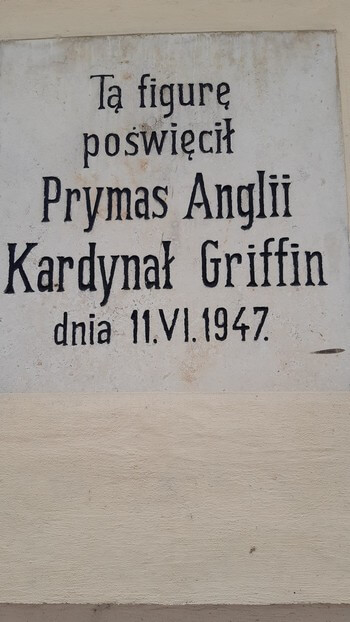 Tą figurę
poświęcił
Prymas Anglii
Kardynał Griffin
dnia 11.VI.1947.